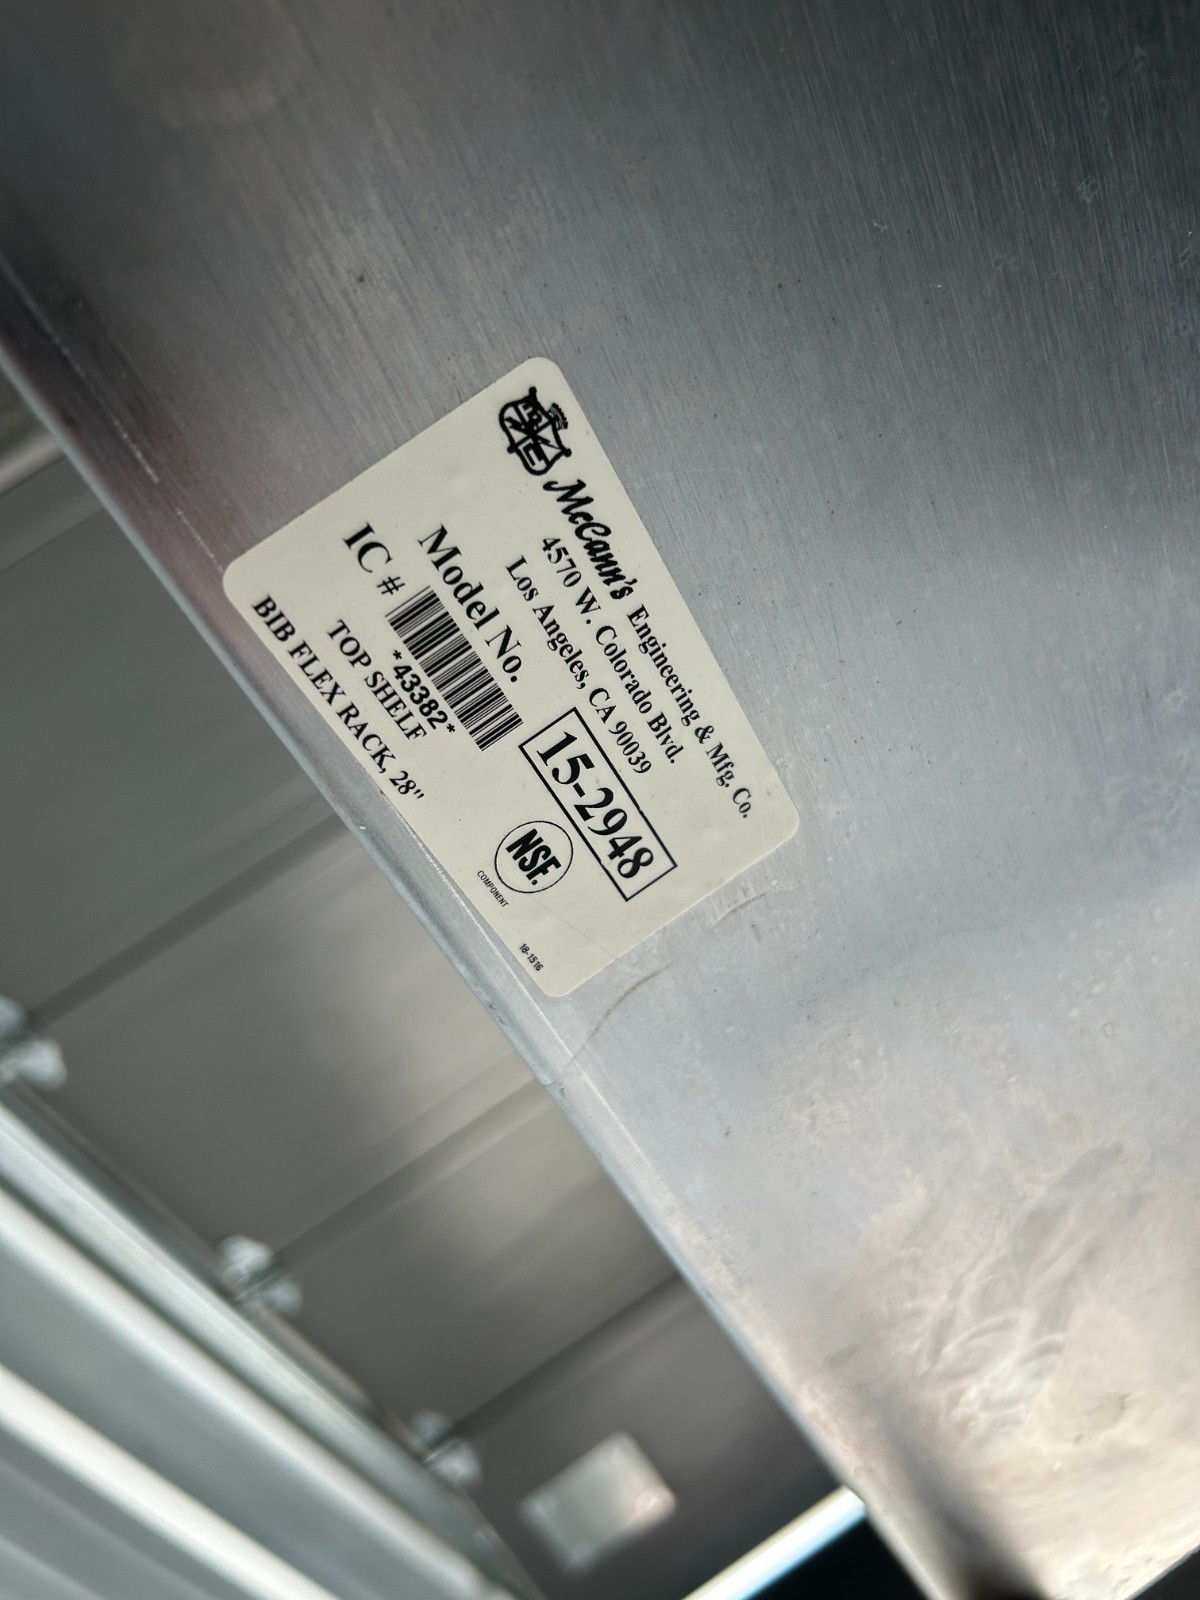 McCann's Engineering & Mfg. Co.
4570 W. Colorado Blvd.
Los Angeles, CA 90039
Model No. 15-2948
IC #
*43382*
TOP SHELF
BIB FLEX RACK, 28"
NSF.
COMPONENT
18-1516